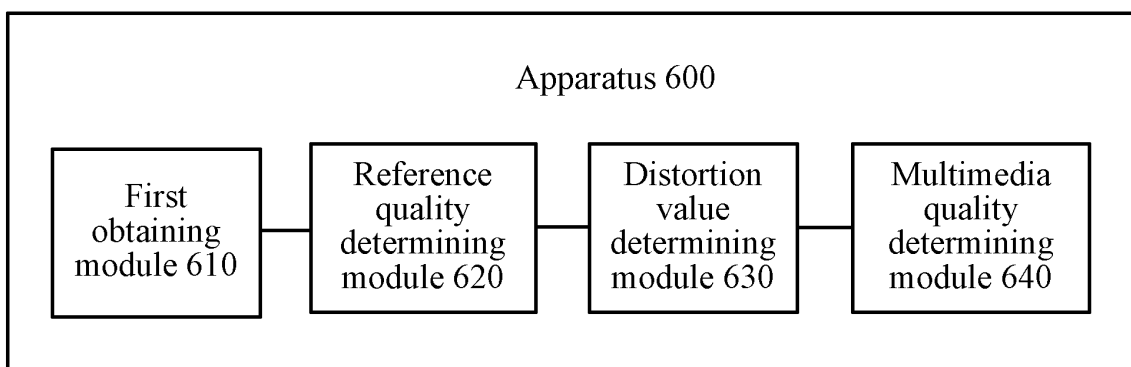 Apparatus 600
First
obtaining
module 610
Reference
quality
determining
module 620
Distortion
value
determining
module 630
Multimedia
quality
determining
module 640